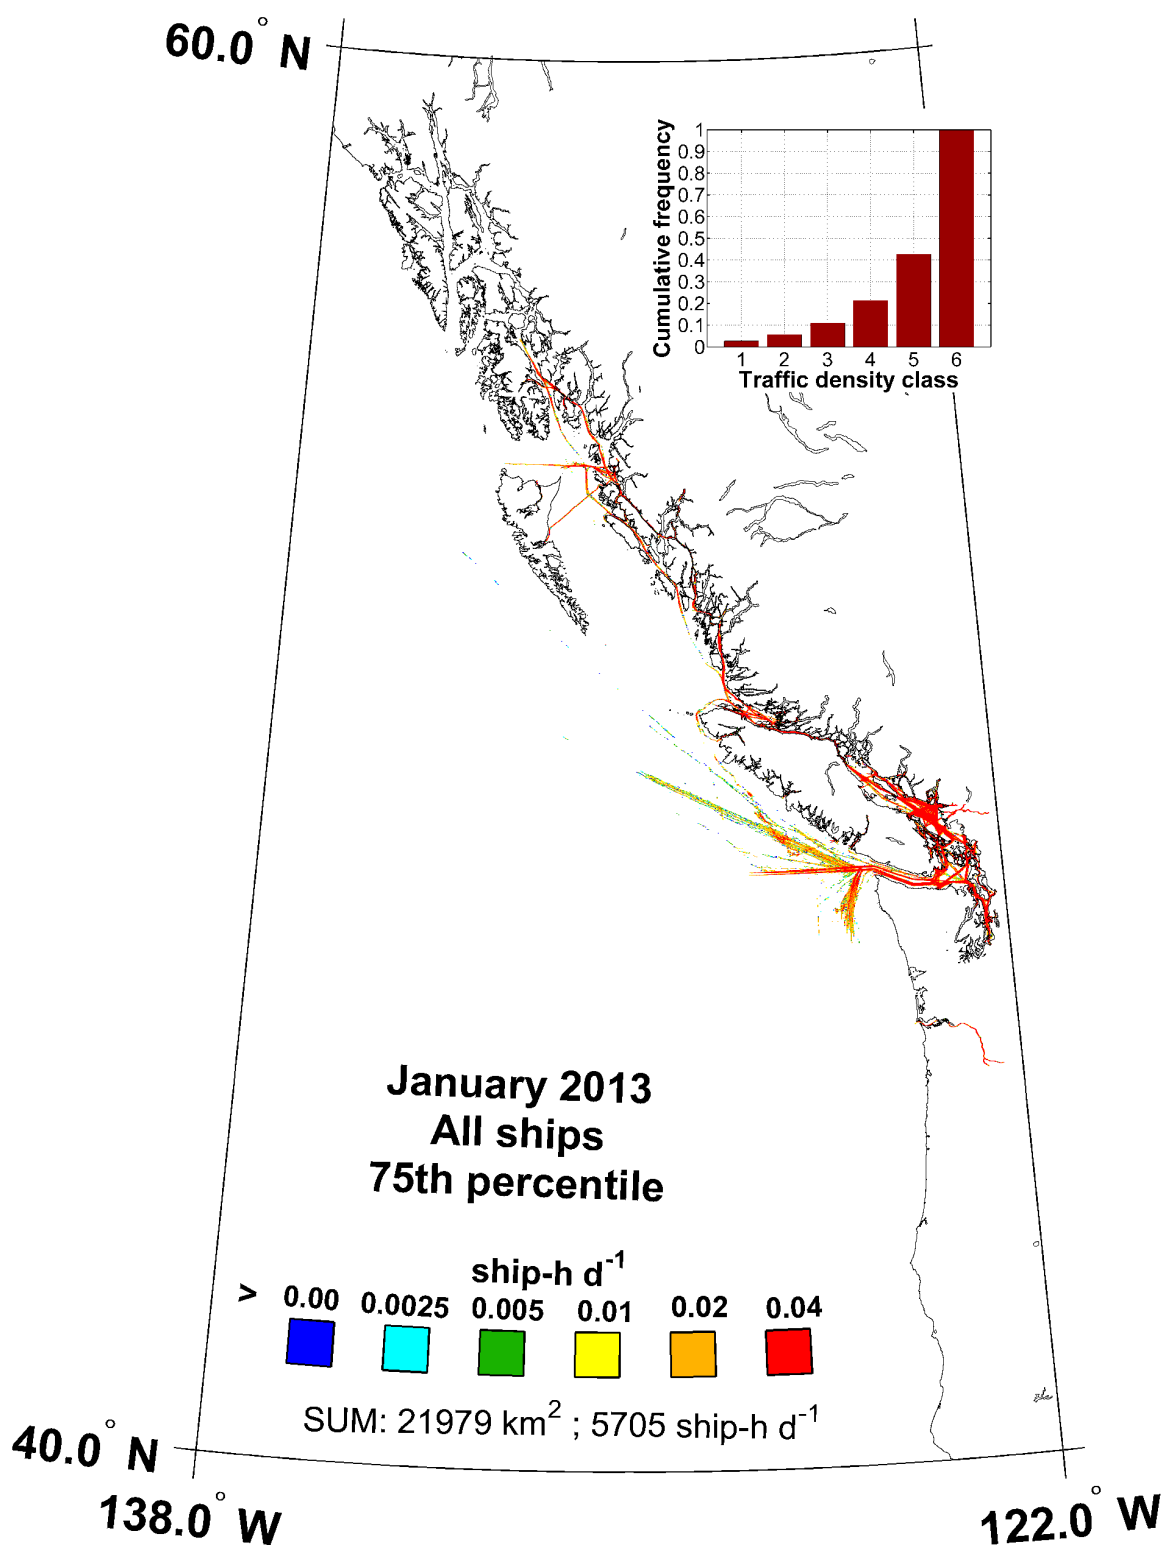 60.0° N
Cumulative frequency
1
0.9
0.8
0.7
0.6
0.5
0.4
0.3
0.2
0.1
0
1 2 3 4 5 6
Traffic density class
January 2013
All ships
75th percentile
ship-h d⁻¹
> 0.00 0.0025 0.005 0.01 0.02 0.04
SUM: 21979 km² ; 5705 ship-h d⁻¹
40.0° N
138.0° W
122.0° W